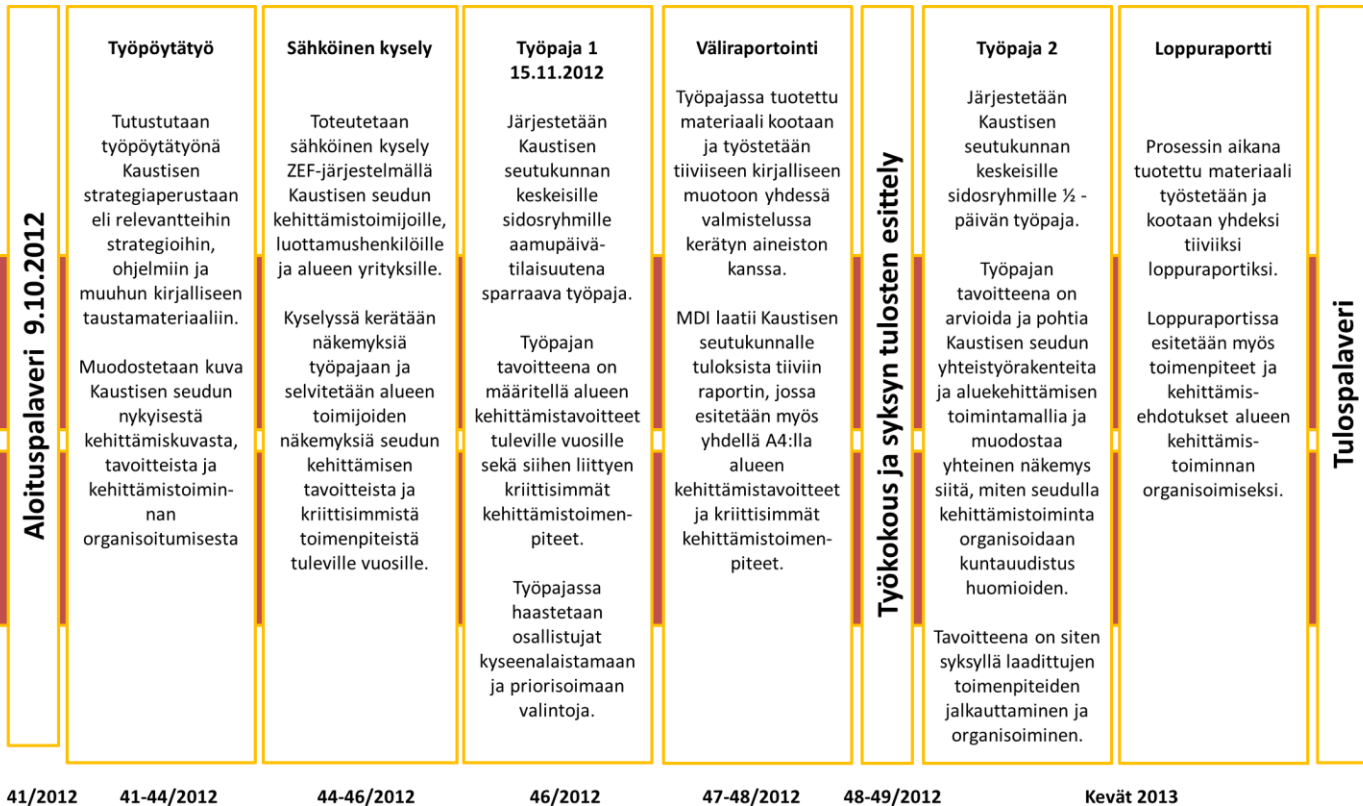 Aloituspalaveri 9.10.2012
Työpöytätyö
Tutustutaan
työpöytätyönä
Kaustisen
strategiaperustaan
eli relevantteihin
strategioihin,
ohjelmiin ja
muuhun kirjalliseen
taustamateriaaliin.
Muodostetaan kuva
Kaustisen seudun
nykyisestä
kehittämiskuvasta,
tavoitteista ja
kehittämistoimin-
nan
organisoitumisesta
Sähköinen kysely
Toteutetaan
sähköinen kysely
ZEF-järjestelmällä
Kaustisen seudun
kehittämistoimijoille,
luottamushenkilöille
ja alueen yrityksille.
Kyselyssä kerätään
näkemyksiä
työpajaan ja
selvitetään alueen
toimijoiden
näkemyksiä seudun
kehittämisen
tavoitteista ja
kriittisimmistä
toimenpiteistä
tuleville vuosille.
Työpaja 1
15.11.2012
Järjestetään
Kaustisen
seutukunnan
keskeisille
sidosryhmille
aamupäivä-
tilaisuutena
sparraava työpaja.
Työpajan
tavoitteena on
määritellä alueen
kehittämistavoitteet
tuleville vuosille
sekä siihen liittyen
kriittisimmät
kehittämistoimen-
piteet.
Työpajassa
haastetaan
osallistujat
kyseenalaistamaan
ja priorisoimaan
valintoja.
Väliraportointi
Työpajassa tuotettu
materiaali kootaan
ja työstetään
tiiviiseen kirjalliseen
muotoon yhdessä
valmistelussa
kerätyn aineiston
kanssa.
MDI laatii Kaustisen
seutukunnalle
tuloksista tiiviin
raportin, jossa
esitetään myös
yhdellä A4:lla
alueen
kehittämistavoitteet
ja kriittisimmät
kehittämistoimen-
piteet.
Työkokous ja syksyn tulosten esittely
Työpaja 2
Järjestetään
Kaustisen
seutukunnan
keskeisille
sidosryhmille ½ -
päivän työpaja.
Työpajan
tavoitteena on
arvioida ja pohtia
Kaustisen seudun
yhteistyörakenteita
ja aluekehittämisen
toimintamallia ja
muodostaa
yhteinen näkemys
siitä, miten seudulla
kehittämistoiminta
organisoidaan
kuntauudistus
huomioiden.
Tavoitteena on siten
syksyllä laadittujen
toimenpiteiden
jalkauttaminen ja
organisoiminen.
Loppuraportti
Prosessin aikana
tuotettu materiaali
työstetään ja
kootaan yhdeksi
tiiviiksi
loppuraportiksi.
Loppuraportissa
esitetään myös
toimenpiteet ja
kehittämis-
ehdotukset alueen
kehittämis-
toiminnan
organisoimiseksi.
Tulospalaveri
41/2012
41-44/2012
44-46/2012
46/2012
47-48/2012
48-49/2012
Kevät 2013